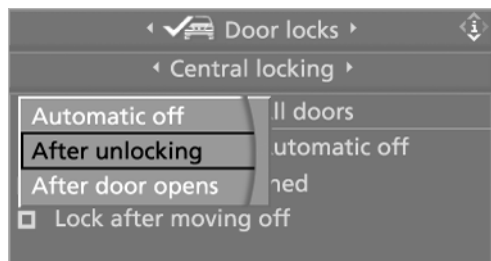 Door locks
Central locking
Automatic off
ll doors
After unlocking
utomatic off
After door opens
ned
Lock after moving off